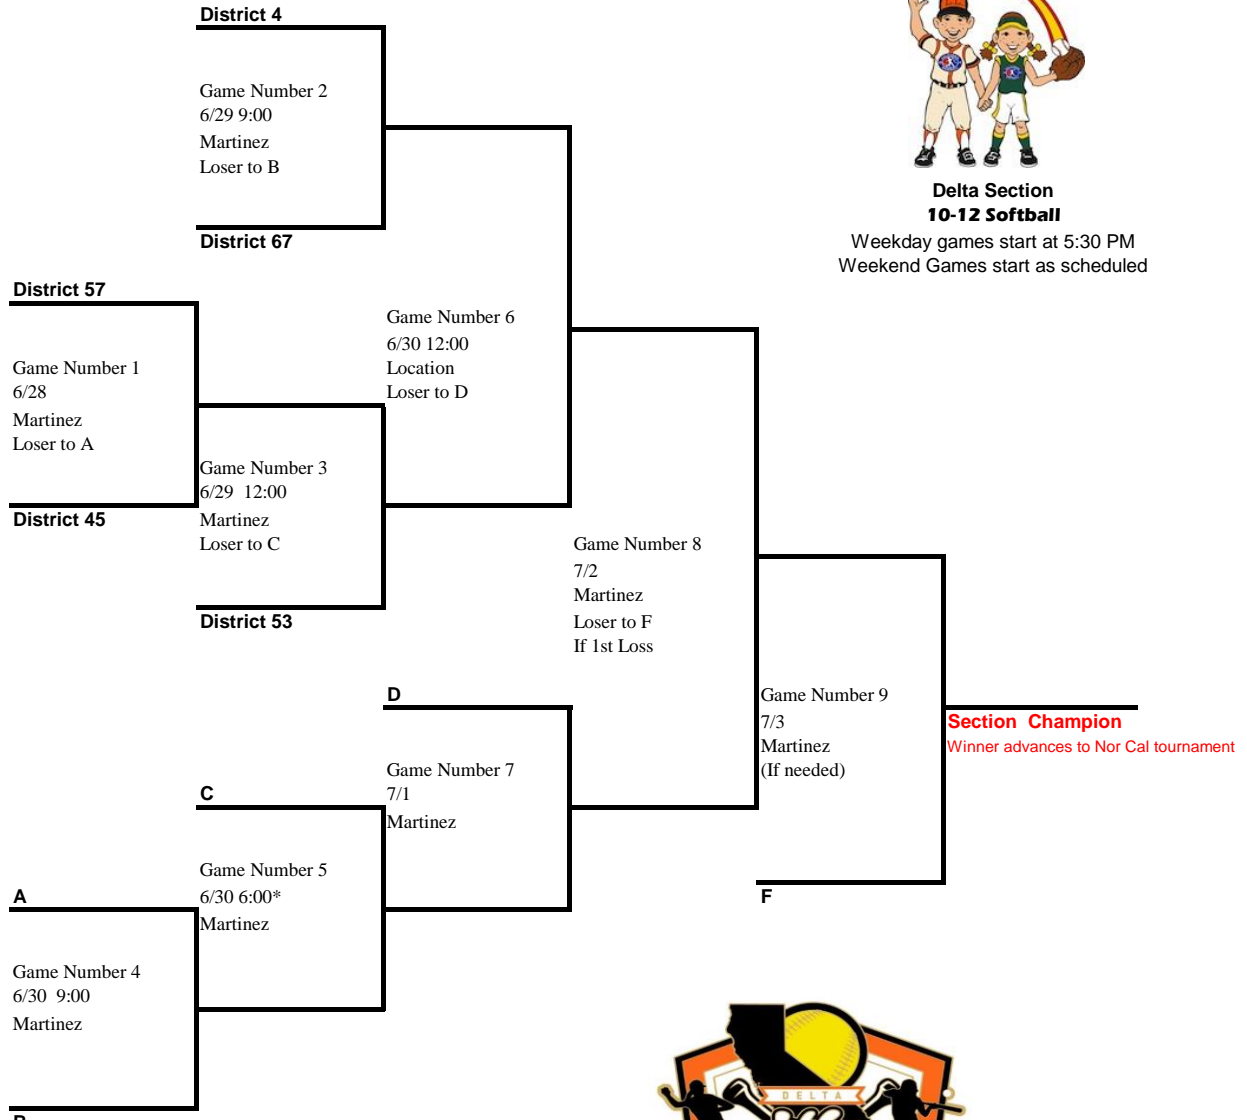 District 4
Game Number 2
6/29 9:00
Martinez
Loser to B
District 67
Delta Section
10-12 Softball
Weekday games start at 5:30 PM
Weekend Games start as scheduled
District 57
Game Number 1
6/28
Martinez
Loser to A
District 45
Game Number 6
6/30 12:00
Location
Loser to D
Game Number 3
6/29  12:00
Martinez
Loser to C
District 53
Game Number 8
7/2
Martinez
Loser to F
If 1st Loss
D
Game Number 9
7/3
Martinez
(If needed)
Section  Champion
Winner advances to Nor Cal tournament
Game Number 7
7/1
Martinez
C
Game Number 5
6/30 6:00*
Martinez
F
A
Game Number 4
6/30  9:00
Martinez
B
DELTA